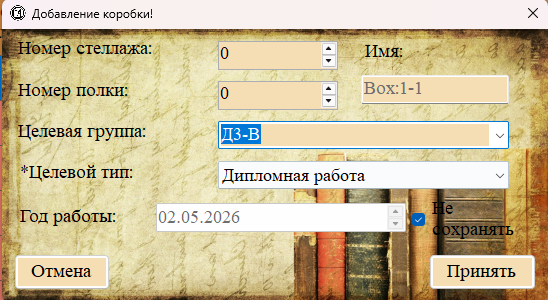 Добавление коробки!
Номер стеллажа:
0
Имя:
Номер полки:
0
Box:1-1
Целевая группа:
ДЗ-В
*Целевой тип:
Дипломная работа
Год работы:
02.05.2026
Не
сохранять
Отмена
Принять